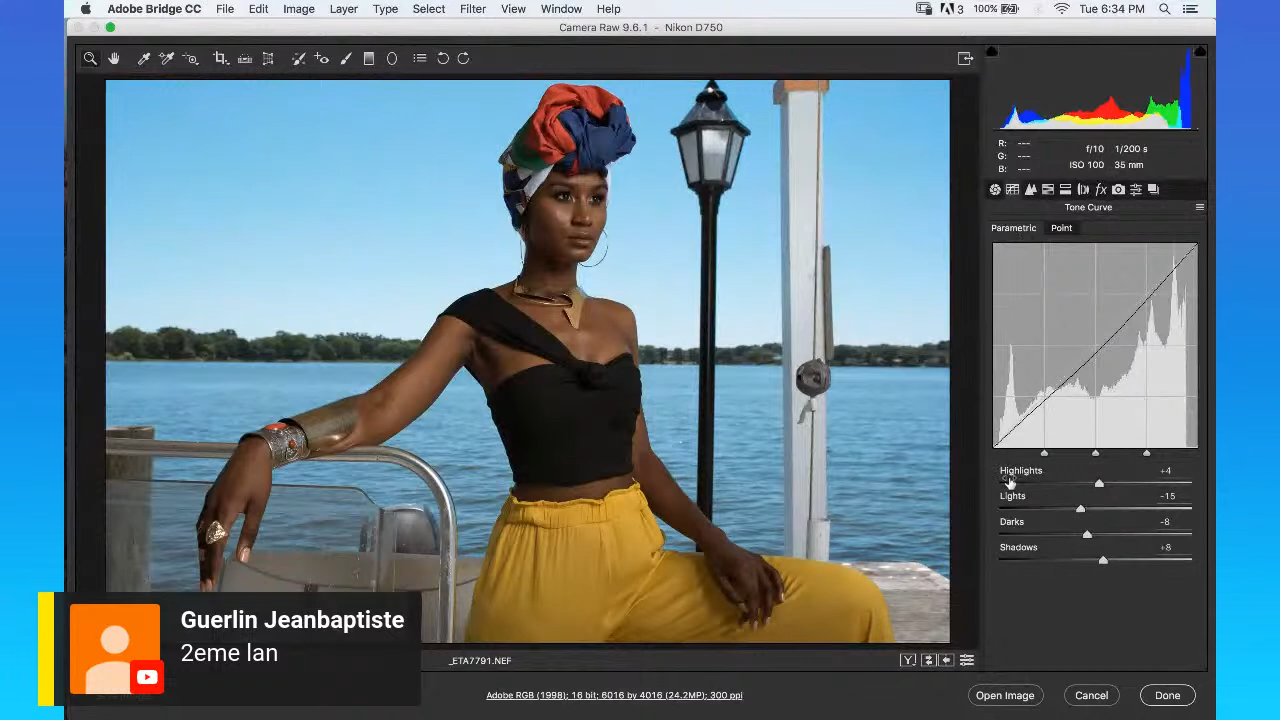 Adobe Bridge CC File Edit Image Layer Type Select Filter View Window Help 3 100% Tue 6:34 PM
Camera Raw 9.6.1 - Nikon D750
R: ---
G: ---
B: ---
f/10 1/200 s
ISO 100 35 mm
fx
Tone Curve
Parametric Point
Highlights +4
Lights -15
Darks -8
Shadows +8
_ETA7791.NEF
Y
Adobe RGB (1998); 16 bit; 6016 by 4016 (24.2MP); 300 ppi
Open Image Cancel Done
Guerlin Jeanbaptiste
2eme lan